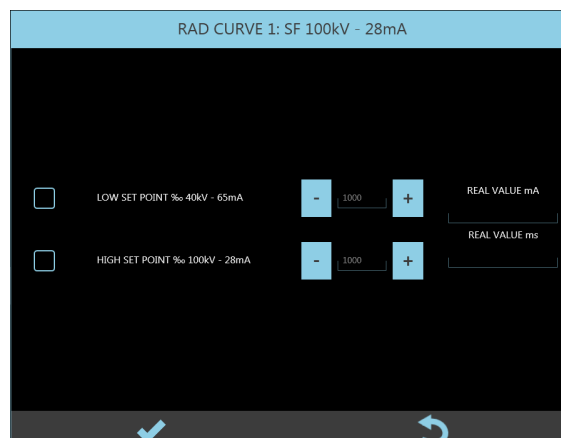 RAD CURVE 1: SF 100kV - 28mA
LOW SET POINT ‰ 40kV - 65mA
- 1000 +
REAL VALUE mA
REAL VALUE ms
HIGH SET POINT ‰ 100kV - 28mA
- 1000 +